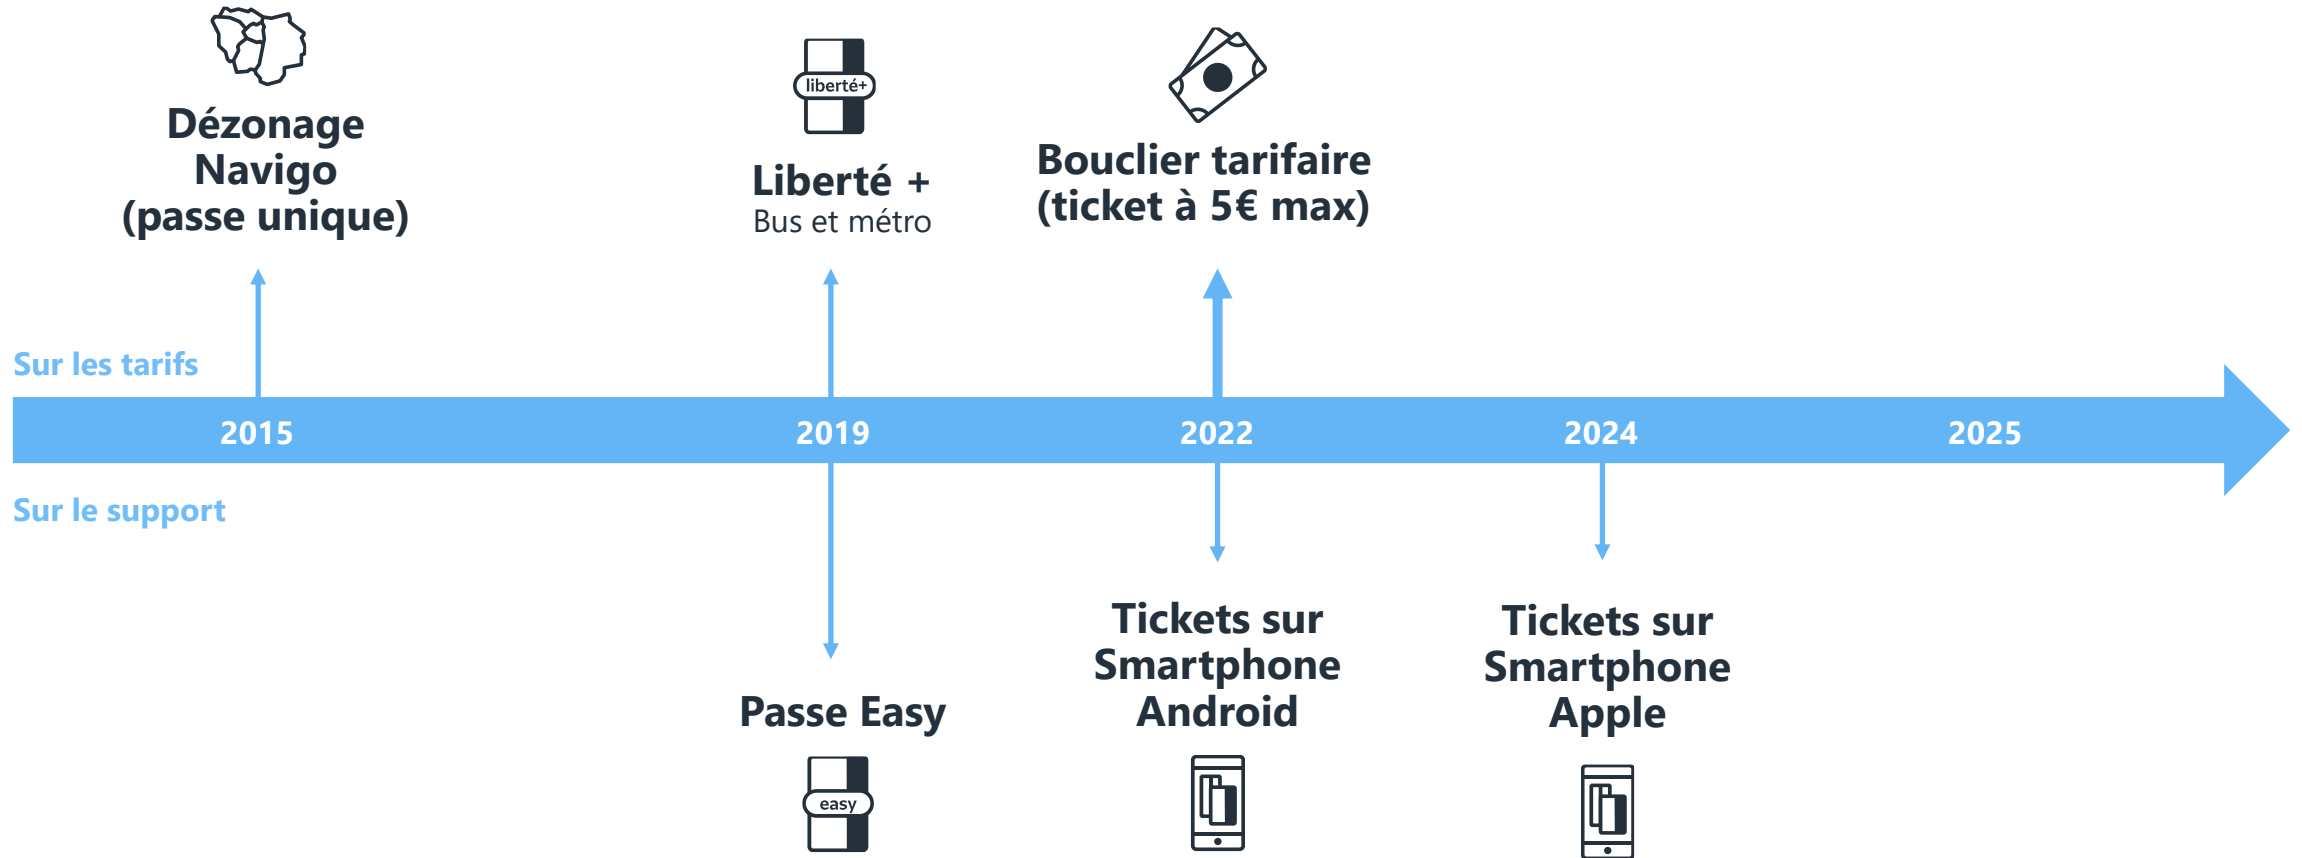 Dézonage
Navigo
(passe unique)
liberté+
Liberté +
Bus et métro
Bouclier tarifaire
(ticket à 5€ max)
Sur les tarifs
2015
2019
2022
2024
2025
Sur le support
Passe Easy
easy
Tickets sur
Smartphone
Android
Tickets sur
Smartphone
Apple